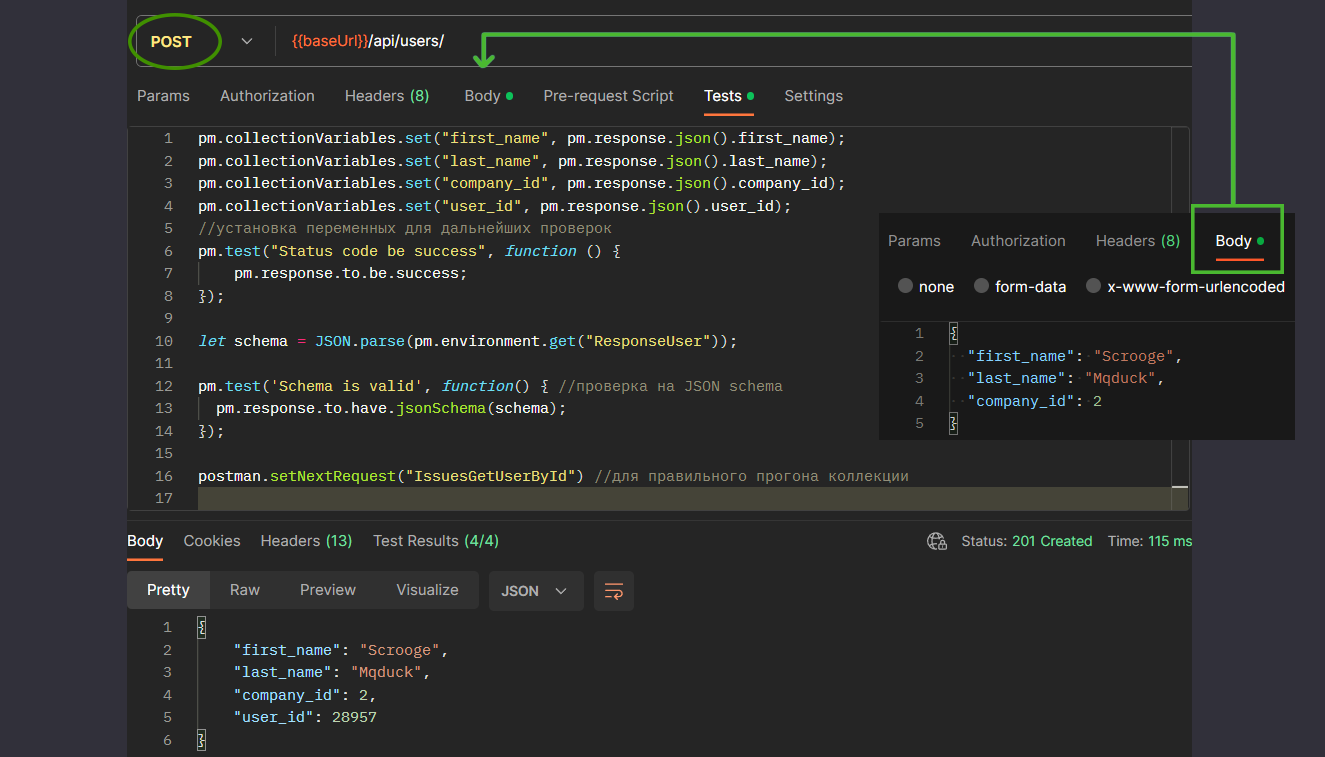 POST {{baseUrl}}/api/users/
Params Authorization Headers (8) Body Pre-request Script Tests Settings
1 pm.collectionVariables.set("first_name", pm.response.json().first_name);
2 pm.collectionVariables.set("last_name", pm.response.json().last_name);
3 pm.collectionVariables.set("company_id", pm.response.json().company_id);
4 pm.collectionVariables.set("user_id", pm.response.json().user_id);
5 //установка переменных для дальнейших проверок
6 pm.test("Status code be success", function () {
7 pm.response.to.be.success;
8 });
9
10 let schema = JSON.parse(pm.environment.get("ResponseUser"));
11
12 pm.test('Schema is valid', function() { //проверка на JSON schema
13 pm.response.to.have.jsonSchema(schema);
14 });
15
16 postman.setNextRequest("IssuesGetUserById") //для правильного прогона коллекции
17
Params Authorization Headers (8) Body
none form-data x-www-form-urlencoded
1 {
2 "first_name": "Scrooge",
3 "last_name": "Mqduck",
4 "company_id": 2
5 }
Body Cookies Headers (13) Test Results (4/4) Status: 201 Created Time: 115 ms
Pretty Raw Preview Visualize JSON
1 {
2 "first_name": "Scrooge",
3 "last_name": "Mqduck",
4 "company_id": 2,
5 "user_id": 28957
6 }